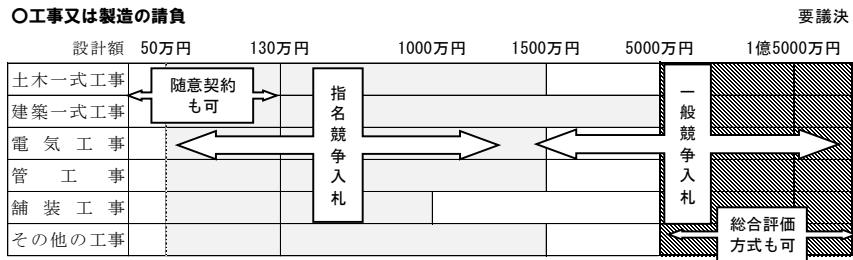 〇工事又は製造の請負 要議決
設計額 50万円 130万円 1000万円 1500万円 5000万円 1億5000万円
土木一式工事
建築一式工事
電気工事
管工事
舗装工事
その他の工事
随意契約
も可
指名競争入札
一般競争入札
総合評価
方式も可